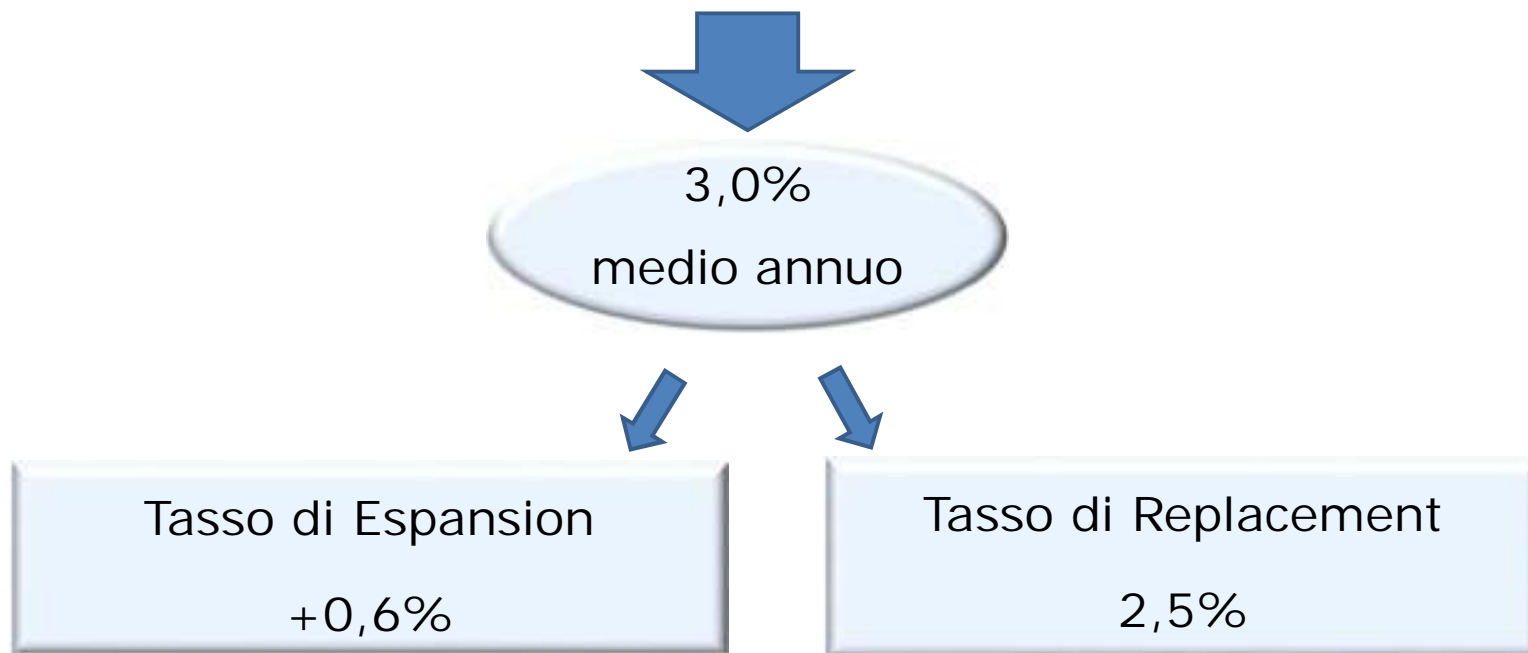 3,0%
medio annuo
Tasso di Espansion
+0,6%
Tasso di Replacement
2,5%